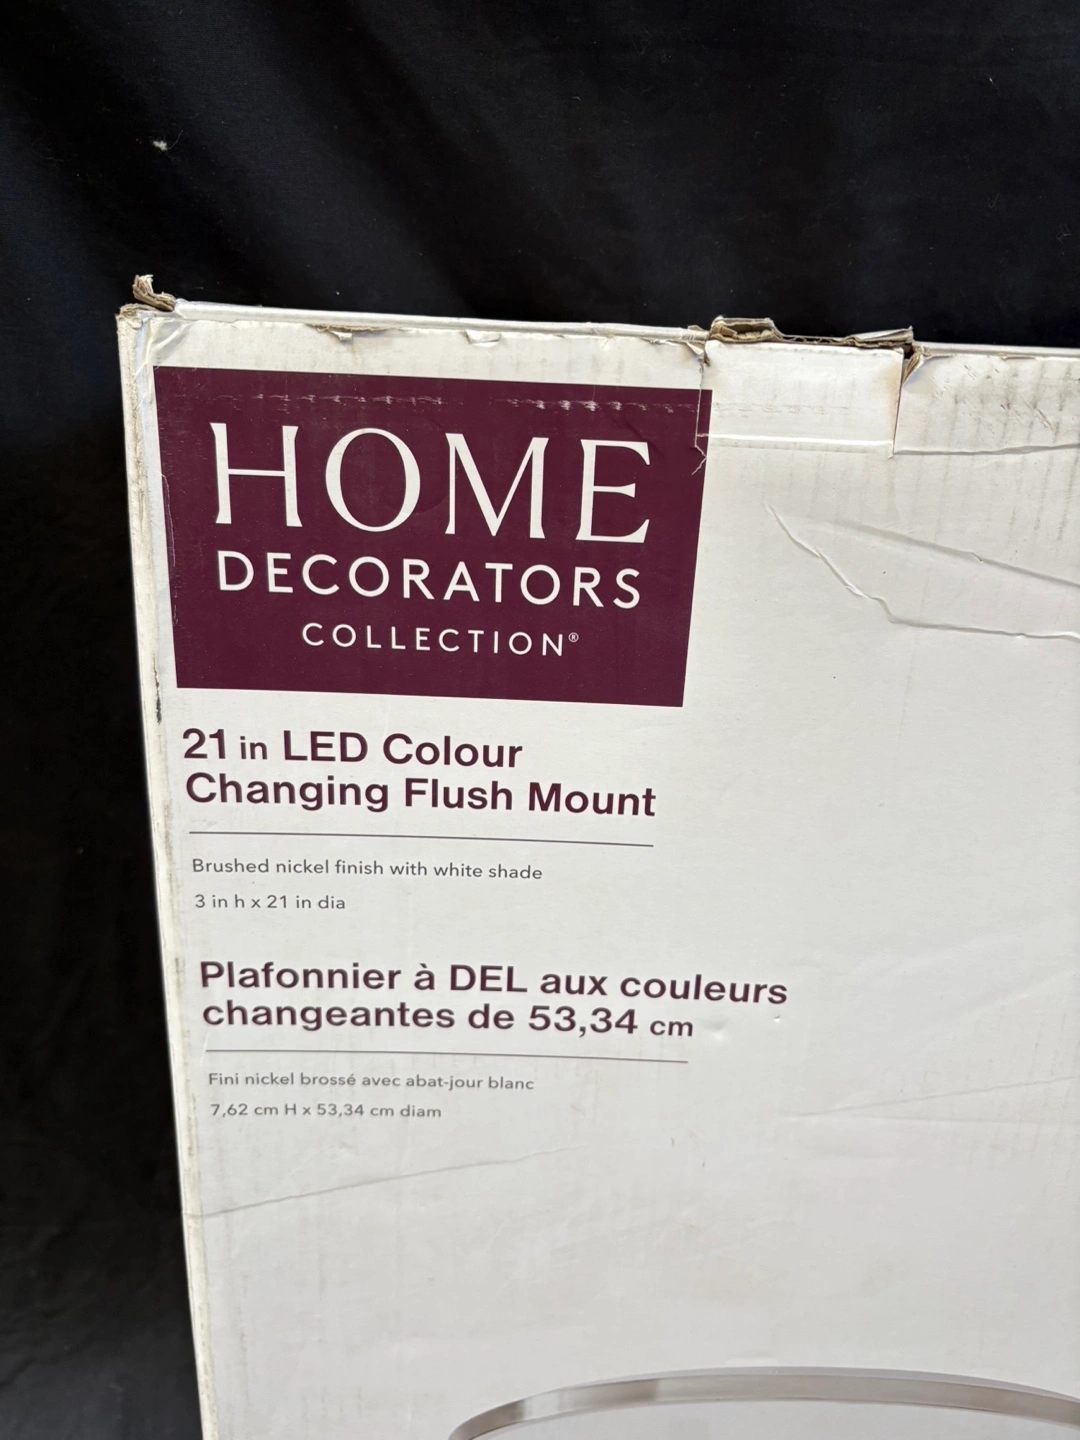 HOME
DECORATORS
COLLECTION®
21 in LED Colour
Changing Flush Mount
Brushed nickel finish with white shade
3 in h x 21 in dia
Plafonnier à DEL aux couleurs
changeantes de 53,34 cm
Fini nickel brossé avec abat-jour blanc
7,62 cm H x 53,34 cm diam